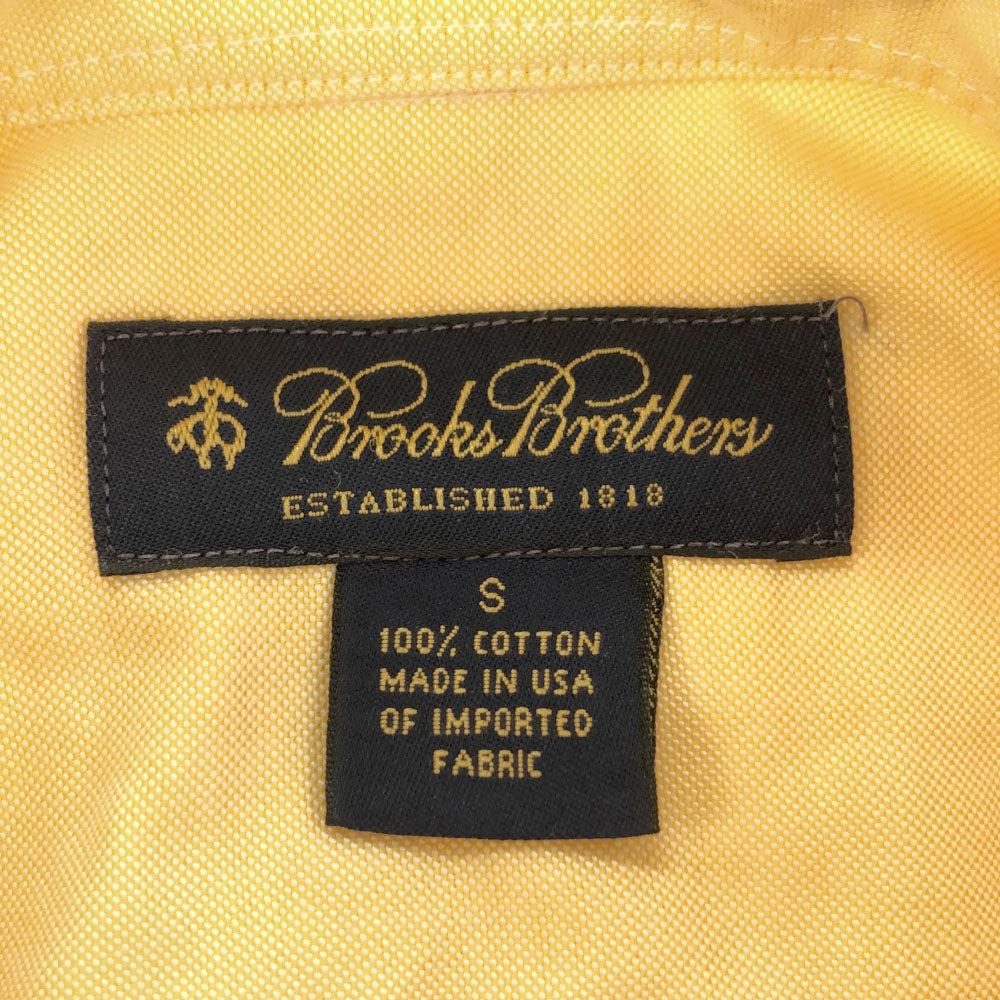 Brooks Brothers
ESTABLISHED 1818
S
100% COTTON
MADE IN USA
OF IMPORTED
FABRIC